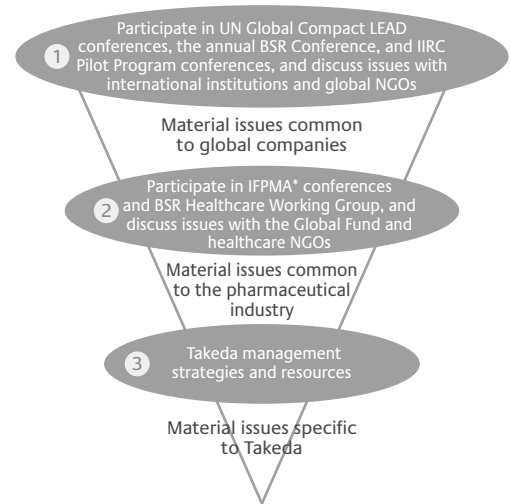 Participate in UN Global Compact LEAD
conferences, the annual BSR Conference, and IIRC
1 Pilot Program conferences, and discuss issues with
international institutions and global NGOs
Material issues common
to global companies
Participate in IFPMA* conferences
2 and BSR Healthcare Working Group, and
discuss issues with the Global Fund and
healthcare NGOs
Material issues common
to the pharmaceutical
industry
3 Takeda management
strategies and resources
Material issues specific
to Takeda